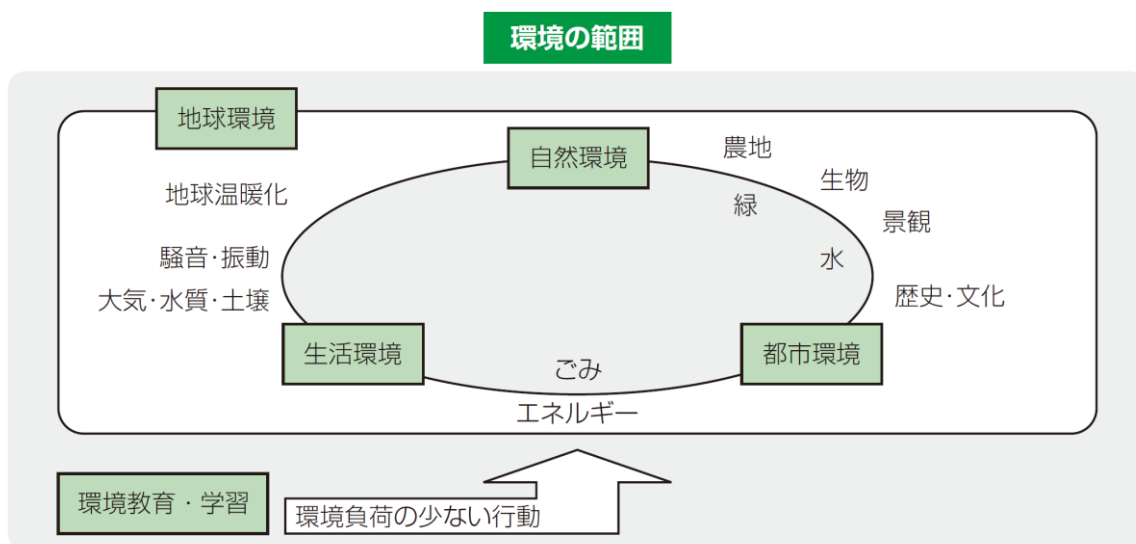 環境の範囲
地球環境
自然環境
農地
生物
地球温暖化
緑
景観
騒音・振動
水
大気・水質・土壌
歴史・文化
生活環境
都市環境
ごみ
エネルギー
環境教育・学習
環境負荷の少ない行動